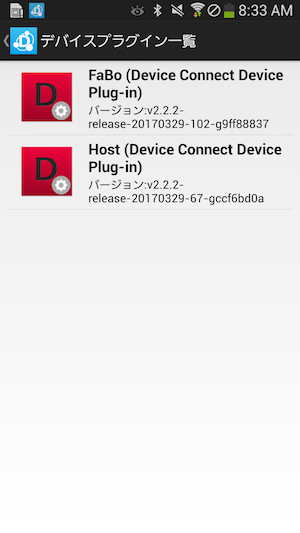 8:33 AM
デバイスプラグイン一覧
D
FaBo (Device Connect Device
Plug-in)
バージョン:v2.2.2-
release-20170329-102-g9ff88837
D
Host (Device Connect Device
Plug-in)
バージョン:v2.2.2-
release-20170329-67-gccf6bd0a